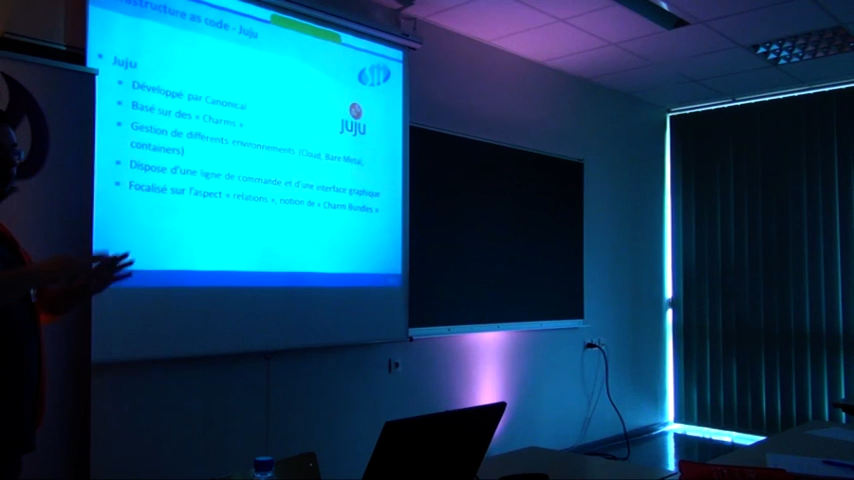 structure as code - Juju
Juju
Développé par Canonical
Basé sur des « Charms »
Gestion de différents environnements (Cloud, Bare Metal,
containers)
Dispose d'une ligne de commande et d'une interface graphique
Focalisé sur l'aspect « relations », notion de « Charm Bundles »
JUJU